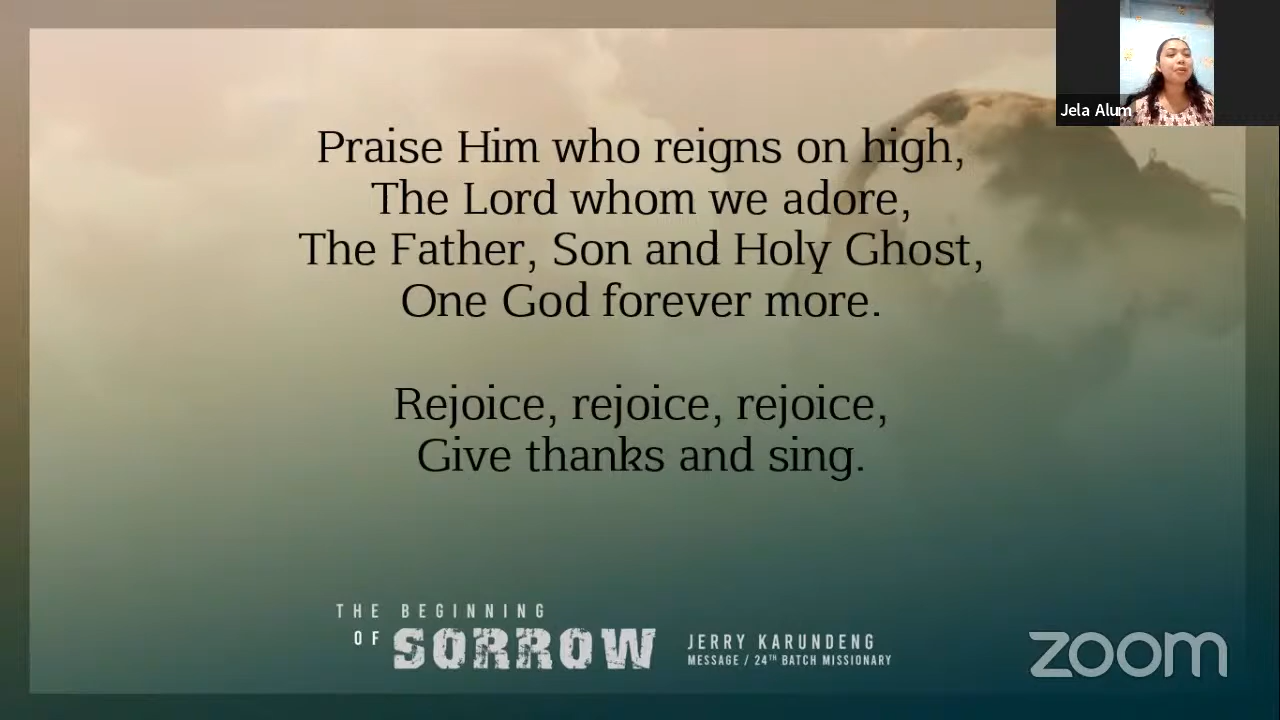 Jela Alum
Praise Him who reigns on high,
The Lord whom we adore,
The Father, Son and Holy Ghost,
One God forever more.
Rejoice, rejoice, rejoice,
Give thanks and sing.
THE BEGINNING
OF SORROW
JERRY KARUNDENG
MESSAGE / 24TH BATCH MISSIONARY
zoom